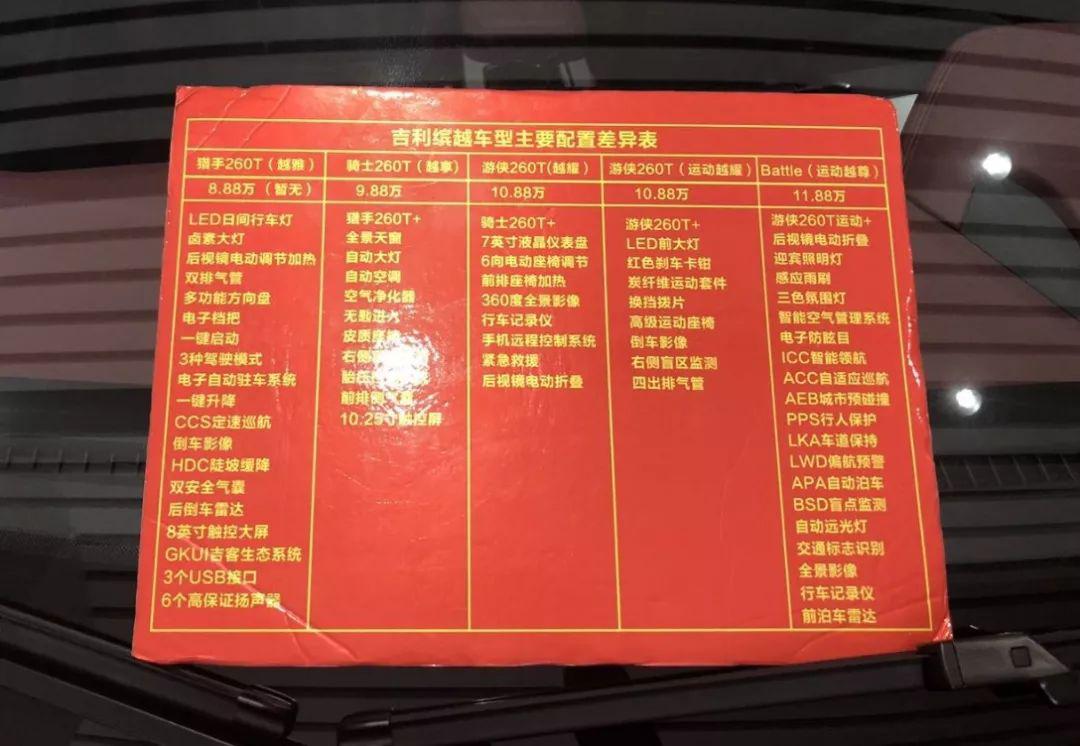 吉利缤越车型主要配置差异表
猎手260T（越雅）
8.88万（暂无）
LED日间行车灯
卤素大灯
后视镜电动调节加热
双排气管
多功能方向盘
电子档把
一键启动
3种驾驶模式
电子自动驻车系统
一键升降
CCS定速巡航
倒车影像
HDC陡坡缓降
双安全气囊
后倒车雷达
8英寸触控大屏
GKUI吉客生态系统
3个USB接口
6个高保证扬声器
骑士260T（越享）
9.88万
猎手260T+
全景天窗
自动大灯
自动空调
空气净化器
无匙进入
皮质座椅
右侧
胎压
前排侧气囊
10.25寸触控屏
游侠260T(越耀)
10.88万
骑士260T+
7英寸液晶仪表盘
6向电动座椅调节
前排座椅加热
360度全景影像
行车记录仪
手机远程控制系统
紧急救援
后视镜电动折叠
游侠260T（运动越耀）
10.88万
游侠260T+
LED前大灯
红色刹车卡钳
炭纤维运动套件
换挡拨片
高级运动座椅
倒车影像
右侧盲区监测
四出排气管
Battle（运动越尊）
11.88万
游侠260T运动+
后视镜电动折叠
迎宾照明灯
感应雨刷
三色氛围灯
智能空气管理系统
电子防眩目
ICC智能领航
ACC自适应巡航
AEB城市预碰撞
PPS行人保护
LKA车道保持
LWD偏航预警
APA自动泊车
BSD盲点监测
自动远光灯
交通标志识别
全景影像
行车记录仪
前泊车雷达